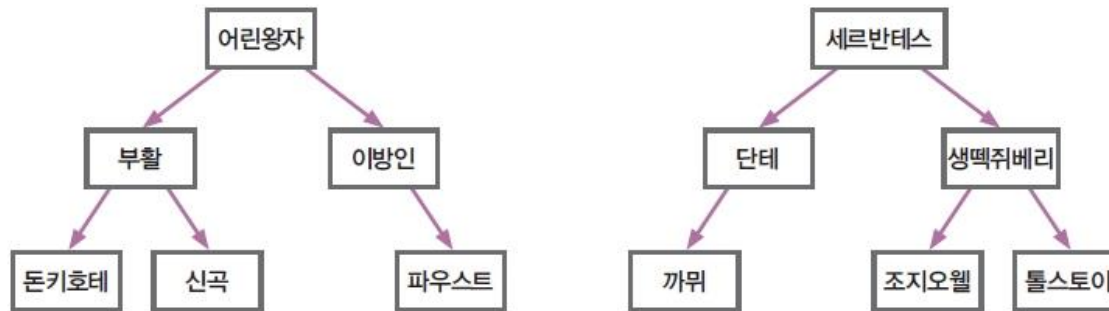 어린왕자 세르반테스
부활 이방인 단테 생떽쥐베리
돈키호테 신곡 파우스트 까뮈 조지오웰 톨스토이